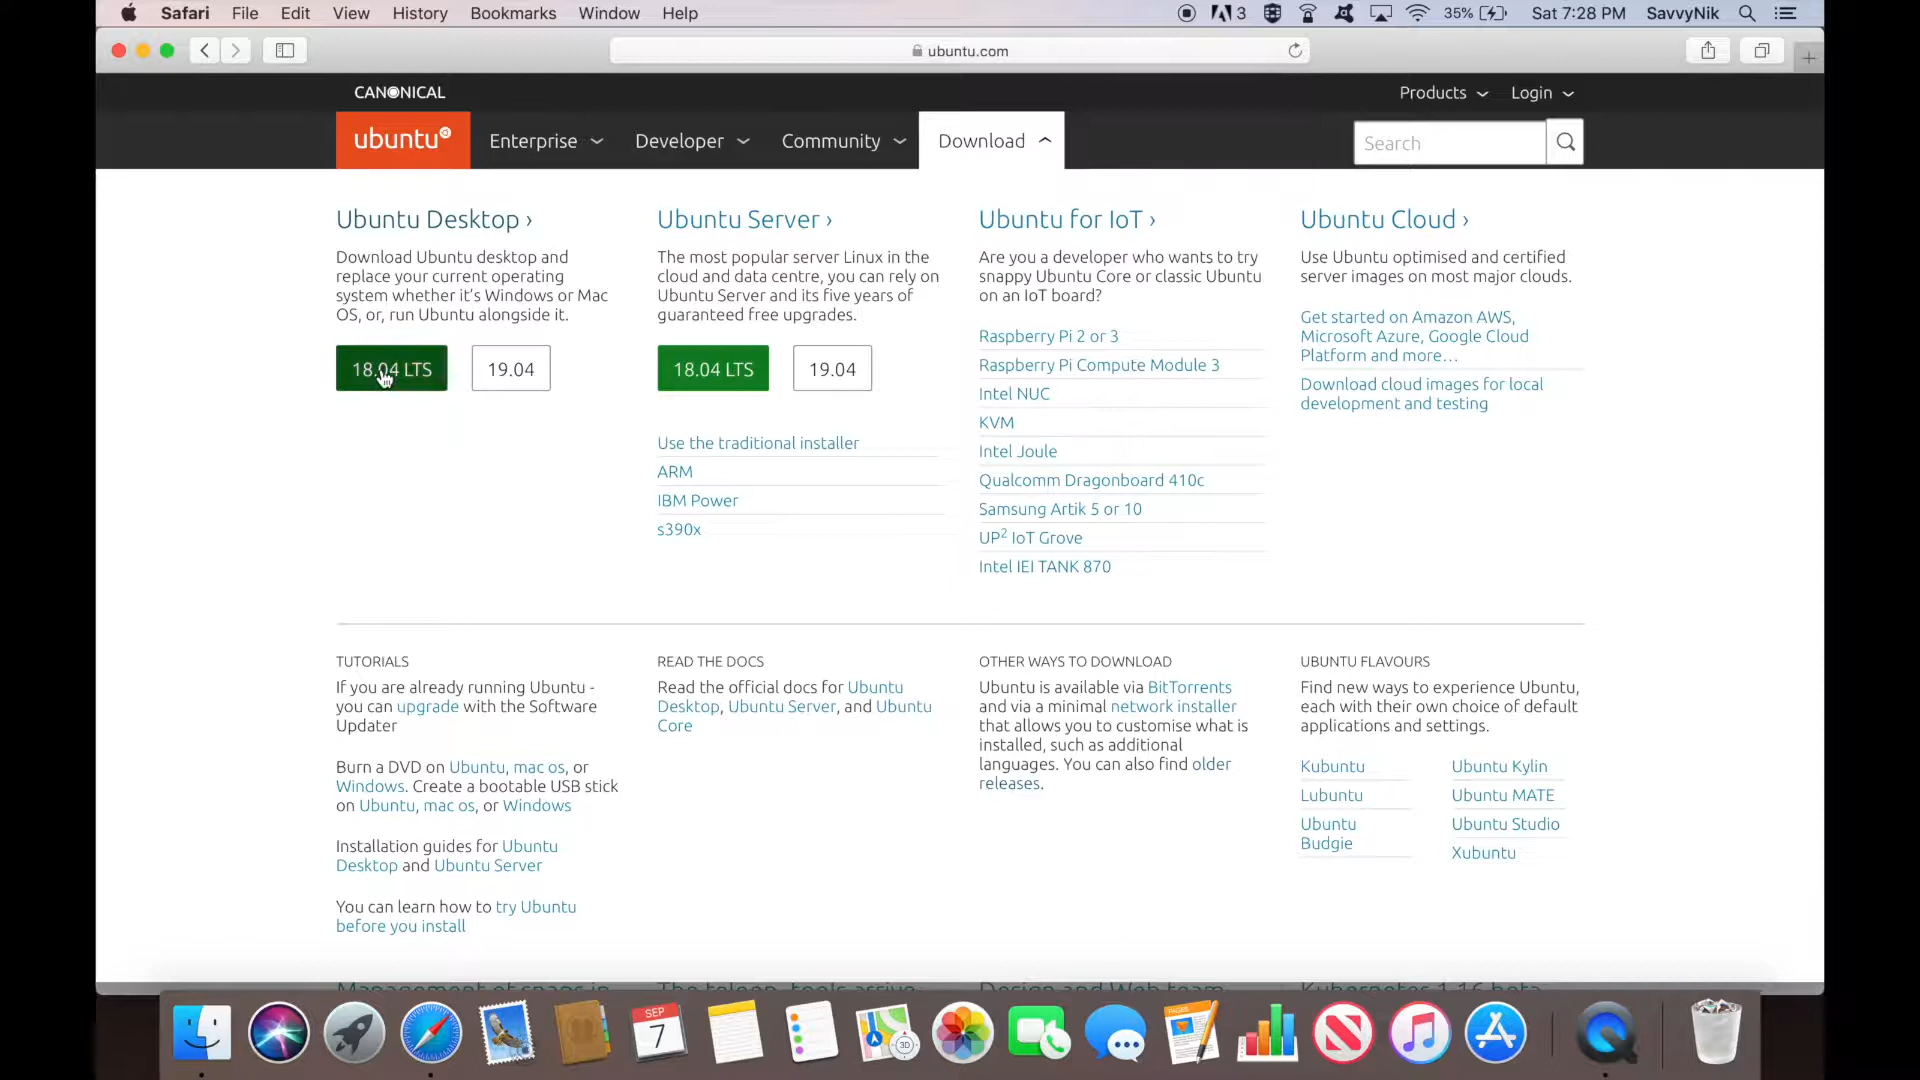 Safari File Edit View History Bookmarks Window Help 3 35% Sat 7:28 PM SavvyNik
ubuntu.com
CANONICAL
Products Login
ubuntu Enterprise Developer Community Download Search
Ubuntu Desktop ›
Download Ubuntu desktop and
replace your current operating
system whether it’s Windows or Mac
OS, or, run Ubuntu alongside it.
18.04 LTS 19.04
Ubuntu Server ›
The most popular server Linux in the
cloud and data centre, you can rely on
Ubuntu Server and its five years of
guaranteed free upgrades.
18.04 LTS 19.04
Use the traditional installer
ARM
IBM Power
s390x
Ubuntu for IoT ›
Are you a developer who wants to try
snappy Ubuntu Core or classic Ubuntu
on an IoT board?
Raspberry Pi 2 or 3
Raspberry Pi Compute Module 3
Intel NUC
KVM
Intel Joule
Qualcomm Dragonboard 410c
Samsung Artik 5 or 10
UP² IoT Grove
Intel IEI TANK 870
Ubuntu Cloud ›
Use Ubuntu optimised and certified
server images on most major clouds.
Get started on Amazon AWS,
Microsoft Azure, Google Cloud
Platform and more…
Download cloud images for local
development and testing
TUTORIALS
If you are already running Ubuntu -
you can upgrade with the Software
Updater
Burn a DVD on Ubuntu, mac os, or
Windows. Create a bootable USB stick
on Ubuntu, mac os, or Windows
Installation guides for Ubuntu
Desktop and Ubuntu Server
You can learn how to try Ubuntu
before you install
READ THE DOCS
Read the official docs for Ubuntu
Desktop, Ubuntu Server, and Ubuntu
Core
OTHER WAYS TO DOWNLOAD
Ubuntu is available via BitTorrents
and via a minimal network installer
that allows you to customise what is
installed, such as additional
languages. You can also find older
releases.
UBUNTU FLAVOURS
Find new ways to experience Ubuntu,
each with their own choice of default
applications and settings.
Kubuntu
Lubuntu
Ubuntu
Budgie
Ubuntu Kylin
Ubuntu MATE
Ubuntu Studio
Xubuntu
Management of snaps in
Design and Web team
Kubernetes 1.16 beta
SEP
7
3D
PAGES